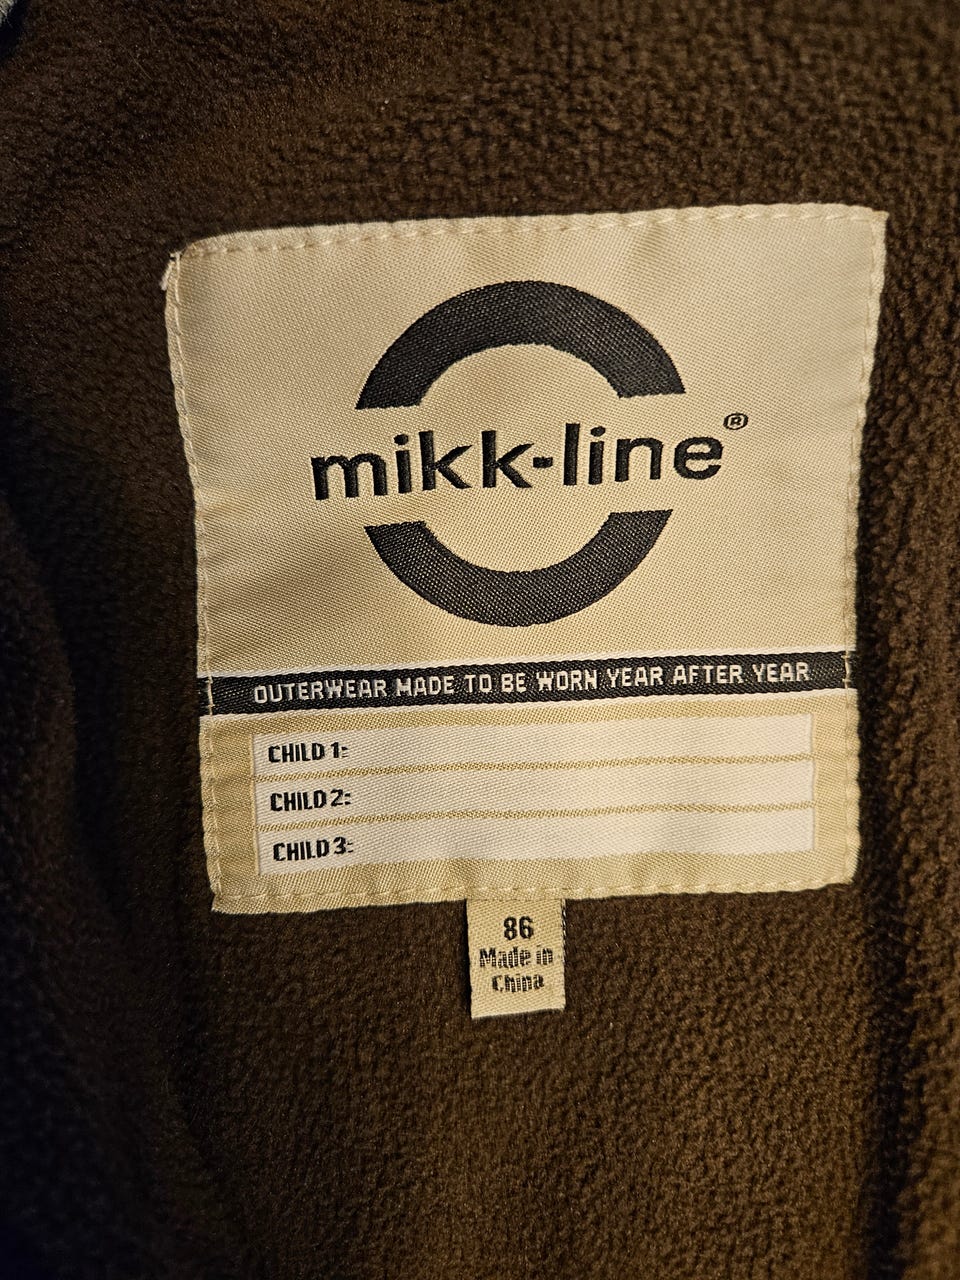 mikk-line®
OUTERWEAR MADE TO BE WORN YEAR AFTER YEAR
CHILD 1:
CHILD 2:
CHILD 3:
86
Made in
China